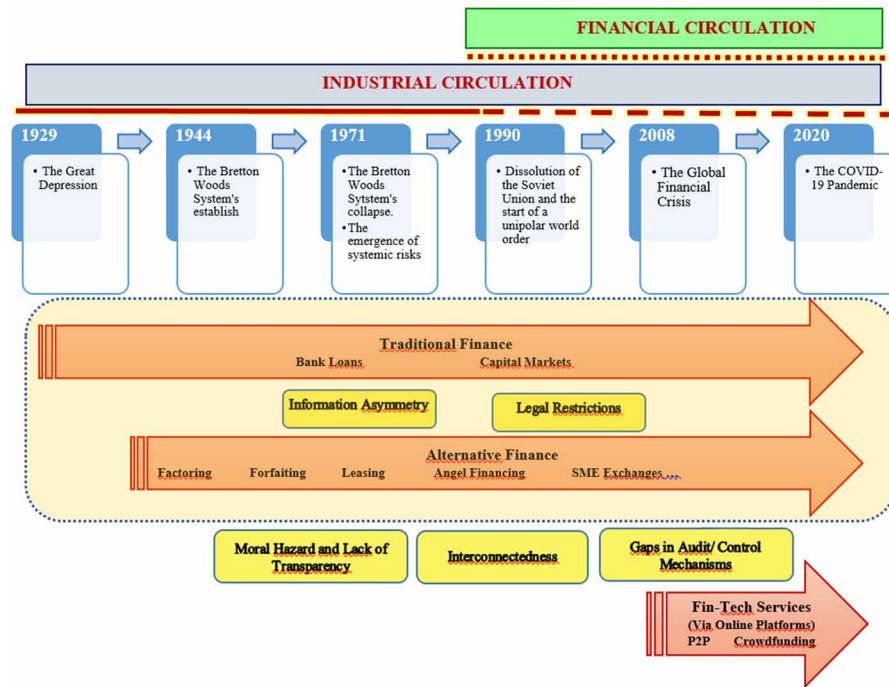 FINANCIAL CIRCULATION
INDUSTRIAL CIRCULATION
1929
• The Great
Depression
1944
• The Bretton
Woods
System's
establish
1971
•The Bretton
Woods
Sytstem's
collapse.
•The
emergence of
systemic risks
1990
• Dissolution of
the Soviet
Union and the
start of a
unipolar world
order
2008
• The Global
Financial
Crisis
2020
• The COVID-
19 Pandemic
Traditional Finance
Bank Loans Capital Markets
Information Asymmetry
Legal Restrictions
Alternative Finance
Factoring Forfaiting Leasing Angel Financing SME Exchanges ....
Moral Hazard and Lack of
Transparency
Interconnectedness
Gaps in Audit/ Control
Mechanisms
Fin-Tech Services
(Via Online Platforms)
P2P Crowdfunding